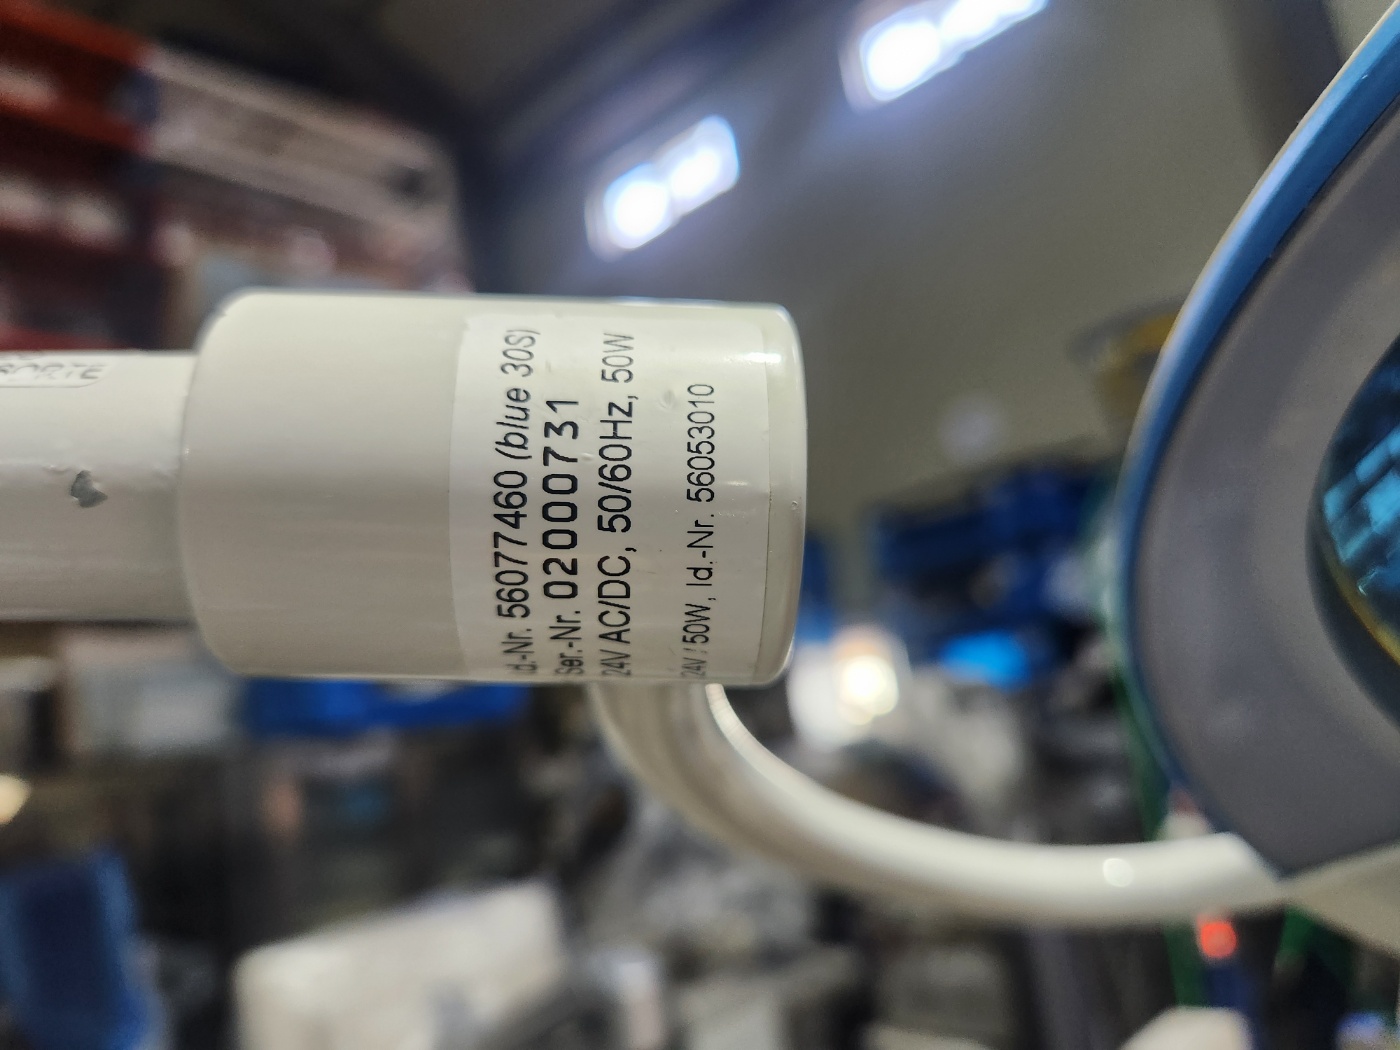 Id.-Nr. 56077460 (blue 30S)
Ser.-Nr. 02000731
24V AC/DC, 50/60Hz, 50W
24V / 50W, Id.-Nr. 56053010